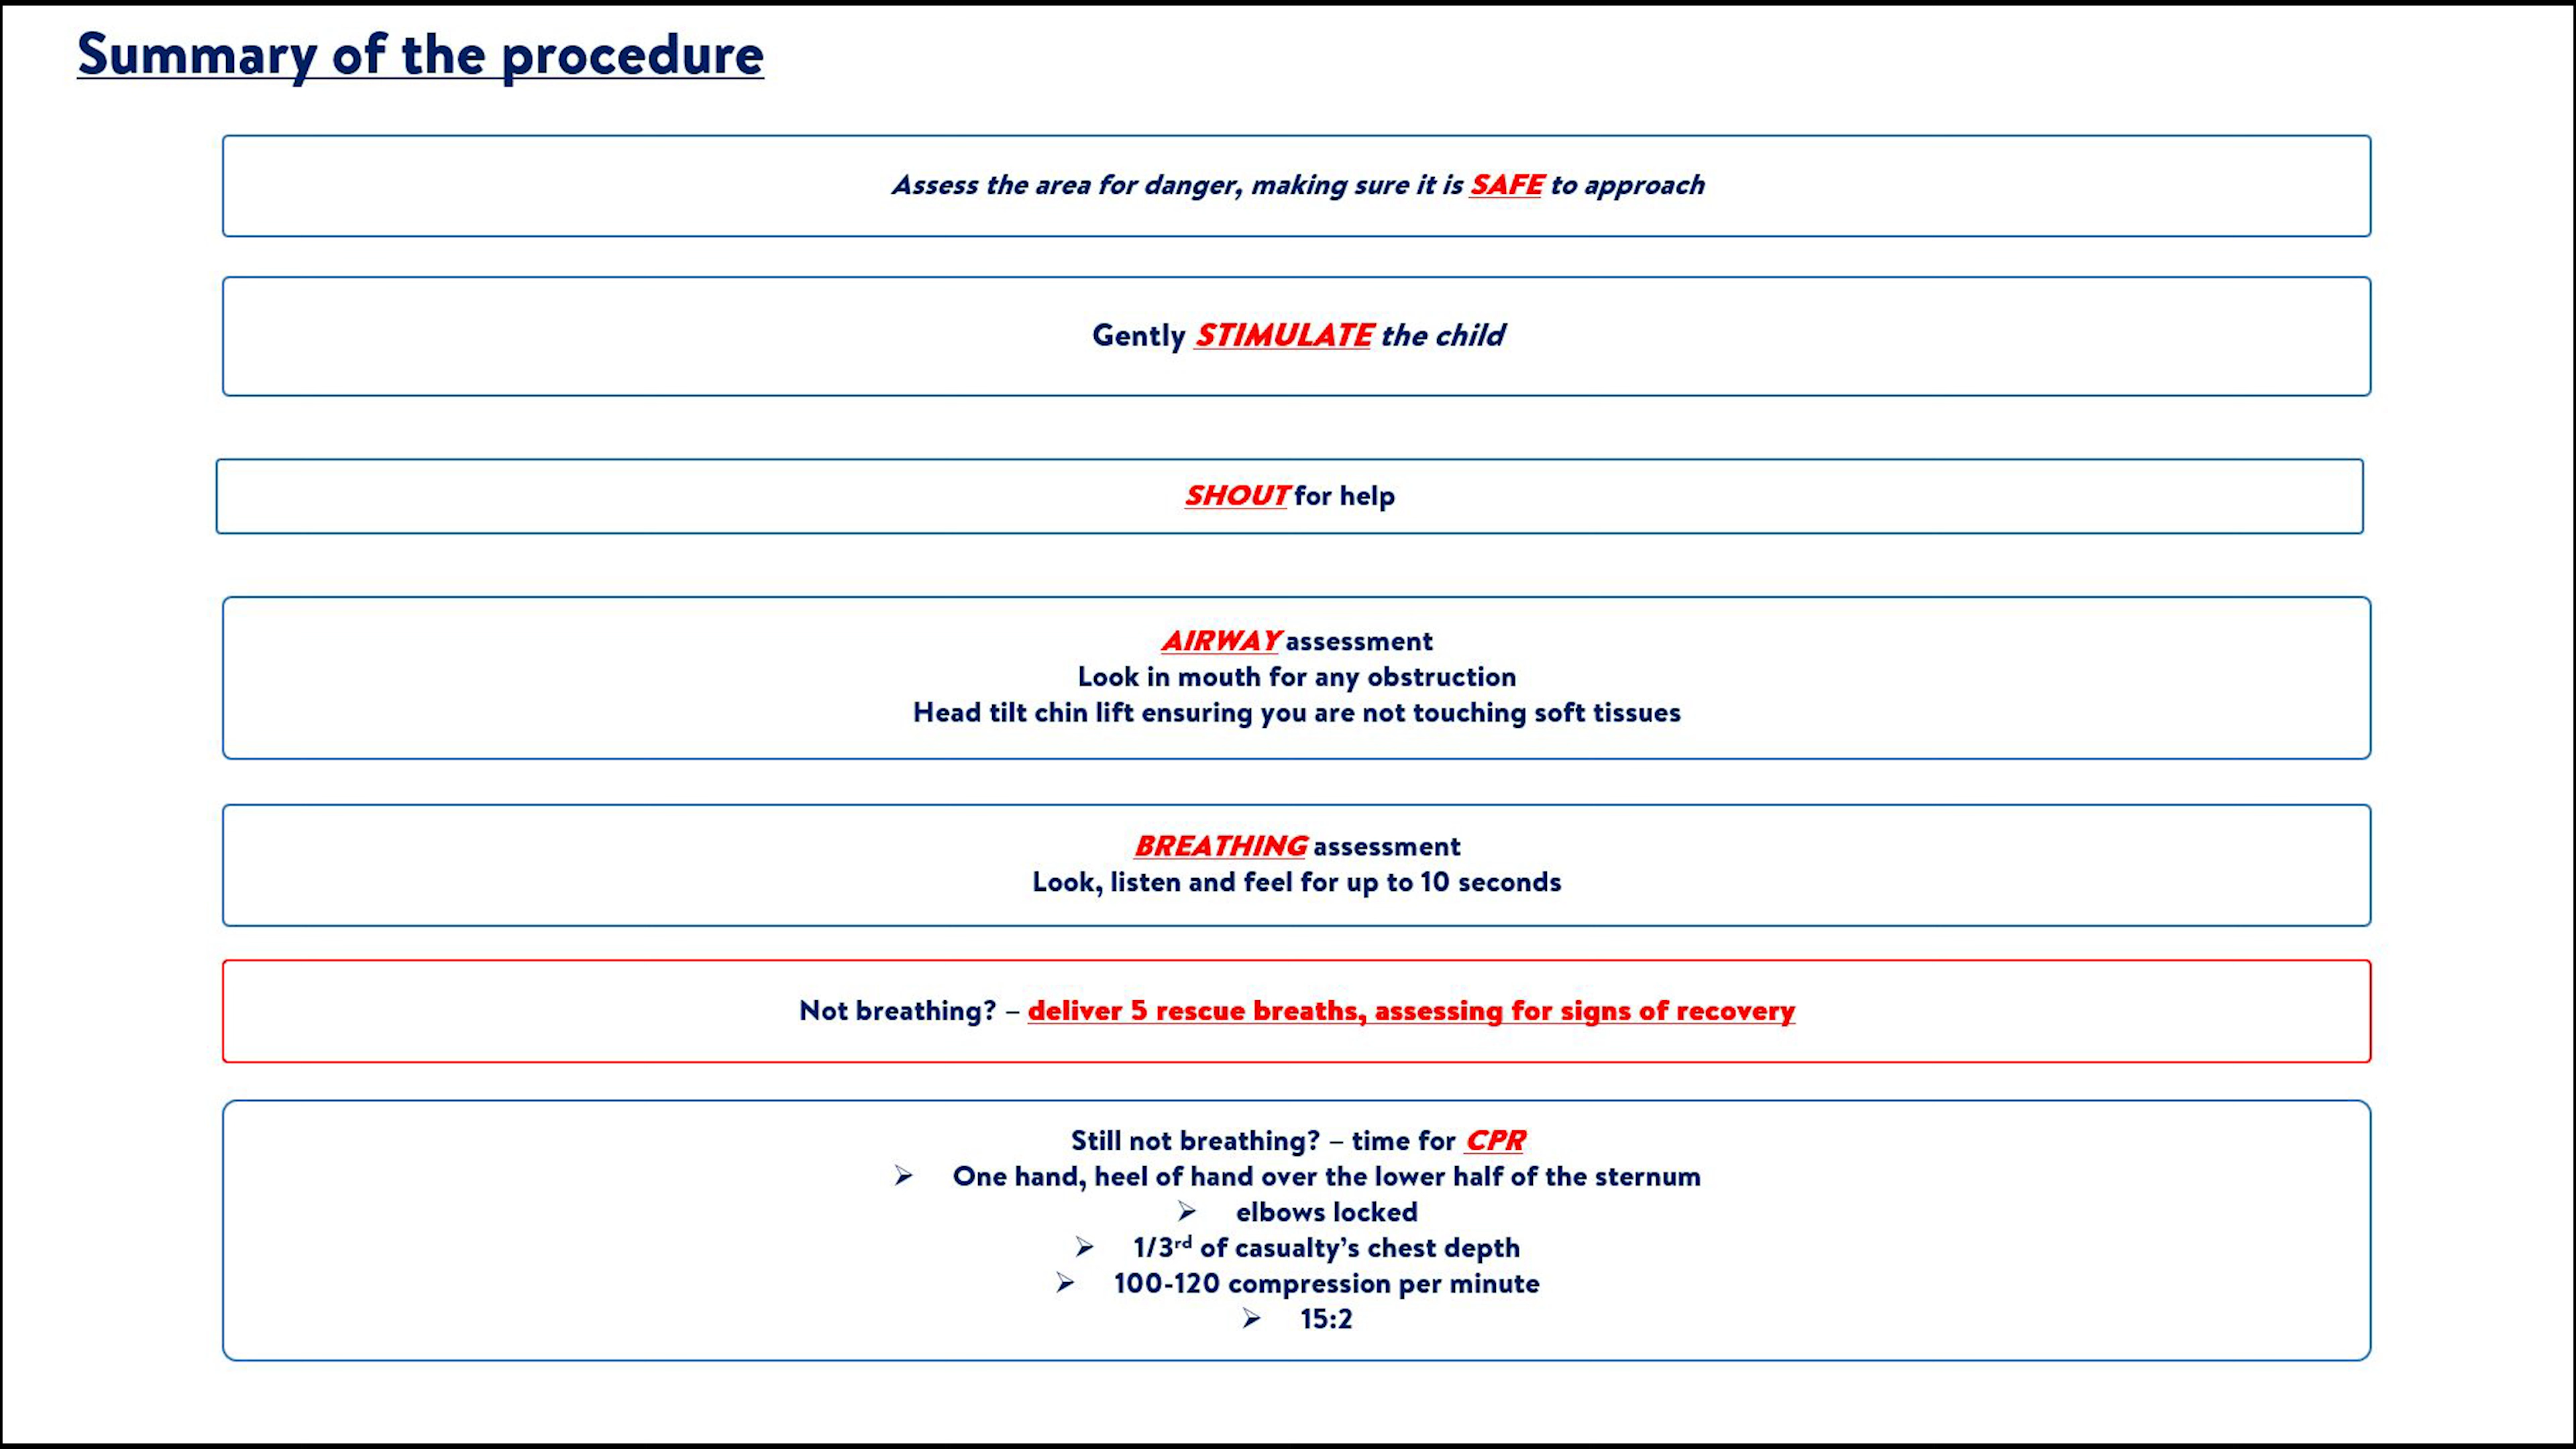 Summary of the procedure
Assess the area for danger, making sure it is SAFE to approach
Gently STIMULATE the child
SHOUT for help
AIRWAY assessment
Look in mouth for any obstruction
Head tilt chin lift ensuring you are not touching soft tissues
BREATHING assessment
Look, listen and feel for up to 10 seconds
Not breathing? – deliver 5 rescue breaths, assessing for signs of recovery
Still not breathing? – time for CPR
➢ One hand, heel of hand over the lower half of the sternum
➢ elbows locked
➢ 1/3rd of casualty’s chest depth
➢ 100-120 compression per minute
➢ 15:2